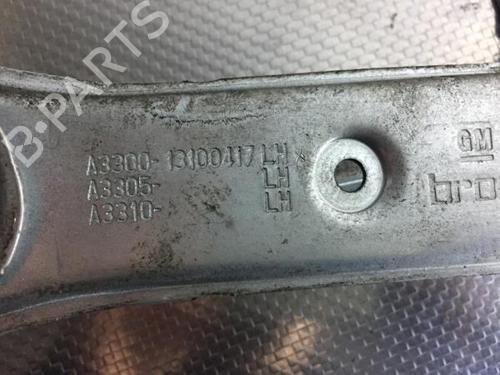 B-PARTS
A3300-13100417 LH
A3305- LH
A3310- LH
GM
bro